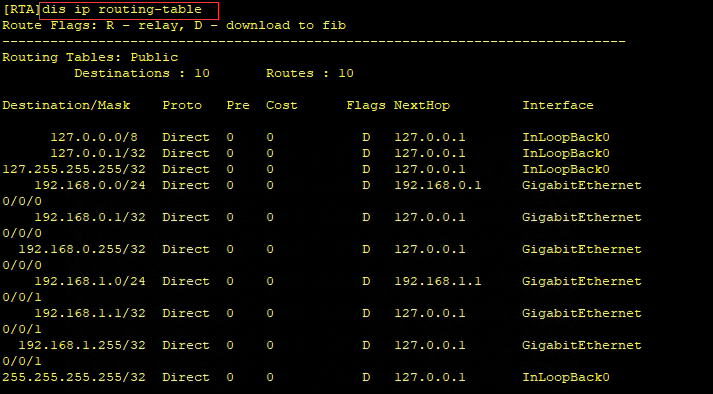 [RTA]dis ip routing-table
Route Flags: R - relay, D - download to fib
------------------------------------------------------------------------------
Routing Tables: Public
         Destinations : 10       Routes : 10
Destination/Mask    Proto   Pre  Cost      Flags NextHop         Interface
      127.0.0.0/8   Direct  0    0           D   127.0.0.1       InLoopBack0
      127.0.0.1/32  Direct  0    0           D   127.0.0.1       InLoopBack0
127.255.255.255/32  Direct  0    0           D   127.0.0.1       InLoopBack0
    192.168.0.0/24  Direct  0    0           D   192.168.0.1     GigabitEthernet
0/0/0
    192.168.0.1/32  Direct  0    0           D   127.0.0.1       GigabitEthernet
0/0/0
  192.168.0.255/32  Direct  0    0           D   127.0.0.1       GigabitEthernet
0/0/0
    192.168.1.0/24  Direct  0    0           D   192.168.1.1     GigabitEthernet
0/0/1
    192.168.1.1/32  Direct  0    0           D   127.0.0.1       GigabitEthernet
0/0/1
  192.168.1.255/32  Direct  0    0           D   127.0.0.1       GigabitEthernet
0/0/1
255.255.255.255/32  Direct  0    0           D   127.0.0.1       InLoopBack0